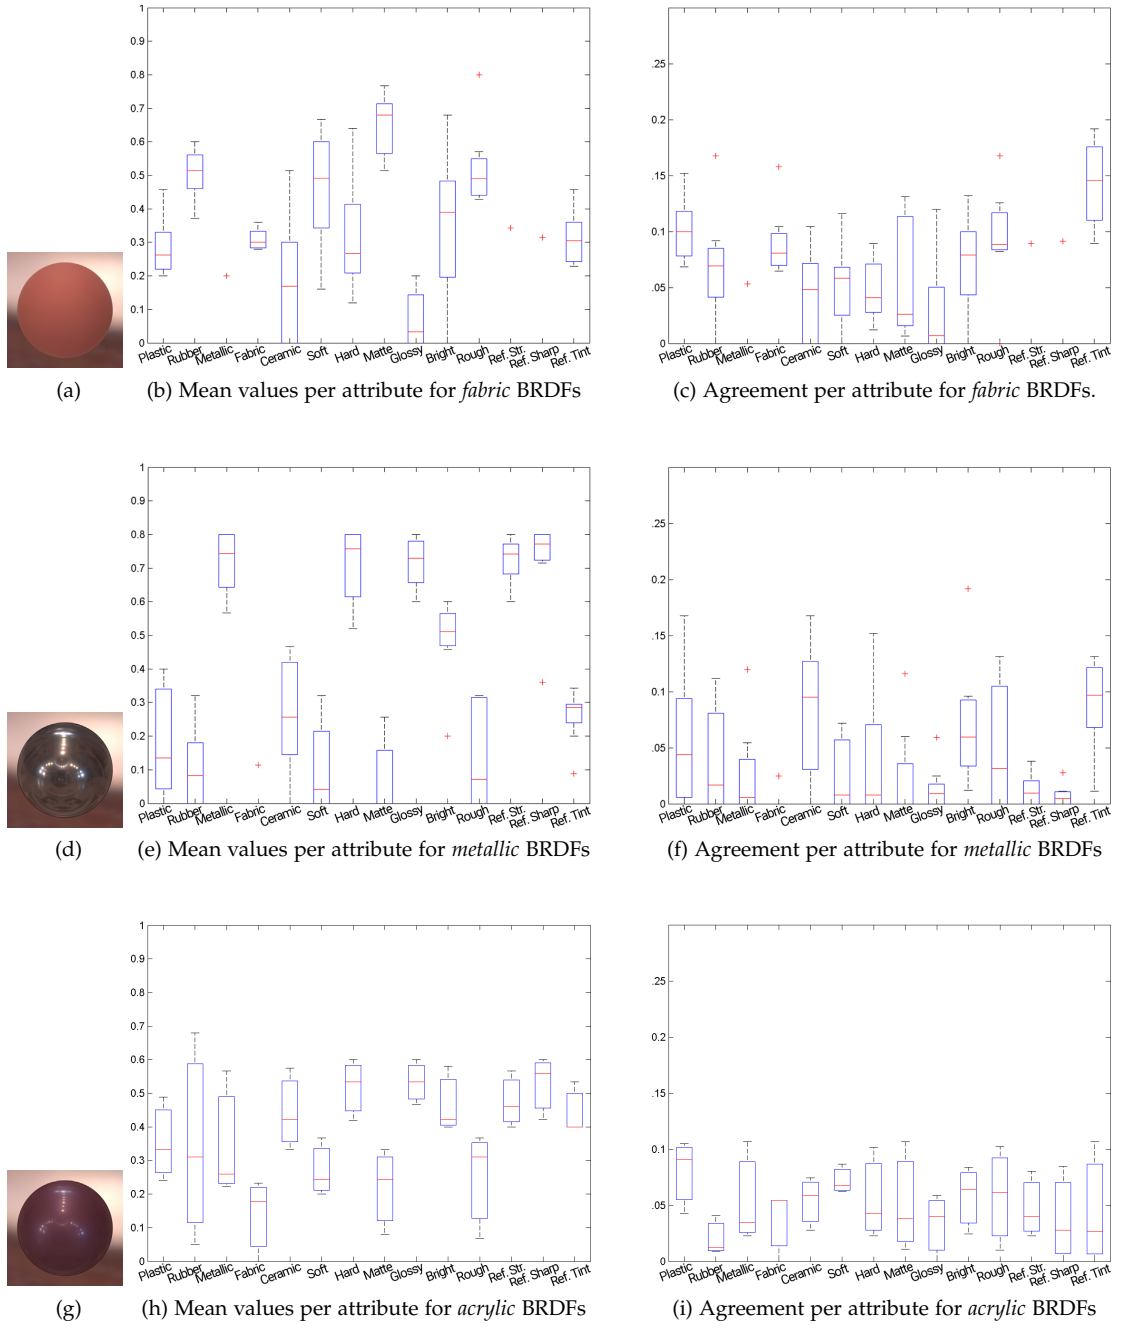 1
0.9
0.8
0.7
0.6
0.5
0.4
0.3
0.2
0.1
0
Plastic
Rubber
Metallic
Fabric
Ceramic
Soft
Hard
Matte
Glossy
Bright
Rough
Ref. Str.
Ref. Sharp
Ref. Tint
.25
0.2
.15
0.1
.05
0
Plastic
Rubber
Metallic
Fabric
Ceramic
Soft
Hard
Matte
Glossy
Bright
Rough
Ref. Str.
Ref. Sharp
Ref. Tint
(a)
(b) Mean values per attribute for fabric BRDFs
(c) Agreement per attribute for fabric BRDFs.
1
0.9
0.8
0.7
0.6
0.5
0.4
0.3
0.2
0.1
0
Plastic
Rubber
Metallic
Fabric
Ceramic
Soft
Hard
Matte
Glossy
Bright
Rough
Ref. Str.
Ref. Sharp
Ref. Tint
.25
0.2
.15
0.1
.05
0
Plastic
Rubber
Metallic
Fabric
Ceramic
Soft
Hard
Matte
Glossy
Bright
Rough
Ref. Str.
Ref. Sharp
Ref. Tint
(d)
(e) Mean values per attribute for metallic BRDFs
(f) Agreement per attribute for metallic BRDFs
1
0.9
0.8
0.7
0.6
0.5
0.4
0.3
0.2
0.1
0
Plastic
Rubber
Metallic
Fabric
Ceramic
Soft
Hard
Matte
Glossy
Bright
Rough
Ref. Str.
Ref. Sharp
Ref. Tint
.25
0.2
.15
0.1
.05
0
Plastic
Rubber
Metallic
Fabric
Ceramic
Soft
Hard
Matte
Glossy
Bright
Rough
Ref. Str.
Ref. Sharp
Ref. Tint
(g)
(h) Mean values per attribute for acrylic BRDFs
(i) Agreement per attribute for acrylic BRDFs